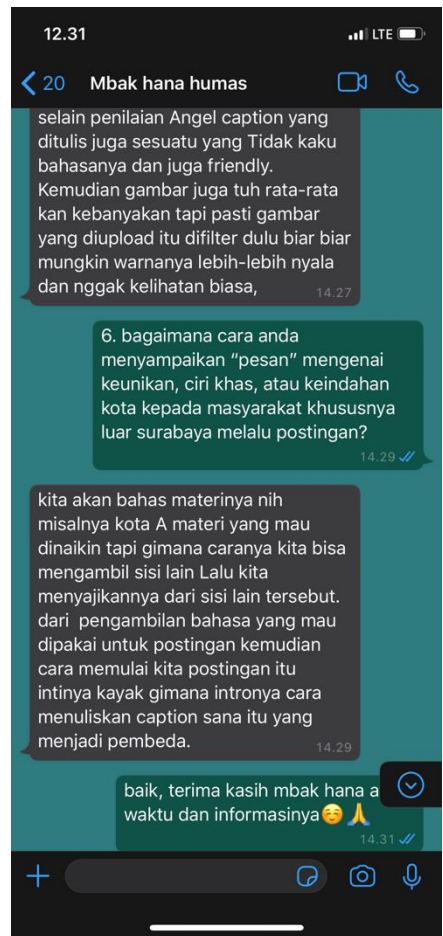 12.31
LTE
20 Mbak hana humas
selain penilaian Angel caption yang
ditulis juga sesuatu yang Tidak kaku
bahasanya dan juga friendly.
Kemudian gambar juga tuh rata-rata
kan kebanyakan tapi pasti gambar
yang diupload itu difilter dulu biar biar
mungkin warnanya lebih-lebih nyala
dan nggak kelihatan biasa,
14.27
6. bagaimana cara anda
menyampaikan “pesan” mengenai
keunikan, ciri khas, atau keindahan
kota kepada masyarakat khususnya
luar surabaya melalu postingan?
14.29
kita akan bahas materinya nih
misalnya kota A materi yang mau
dinaikin tapi gimana caranya kita bisa
mengambil sisi lain Lalu kita
menyajikannya dari sisi lain tersebut.
dari pengambilan bahasa yang mau
dipakai untuk postingan kemudian
cara memulai kita postingan itu
intinya kayak gimana intronya cara
menuliskan caption sana itu yang
menjadi pembeda.
14.29
baik, terima kasih mbak hana a
waktu dan informasinya☺️🙏
14.31